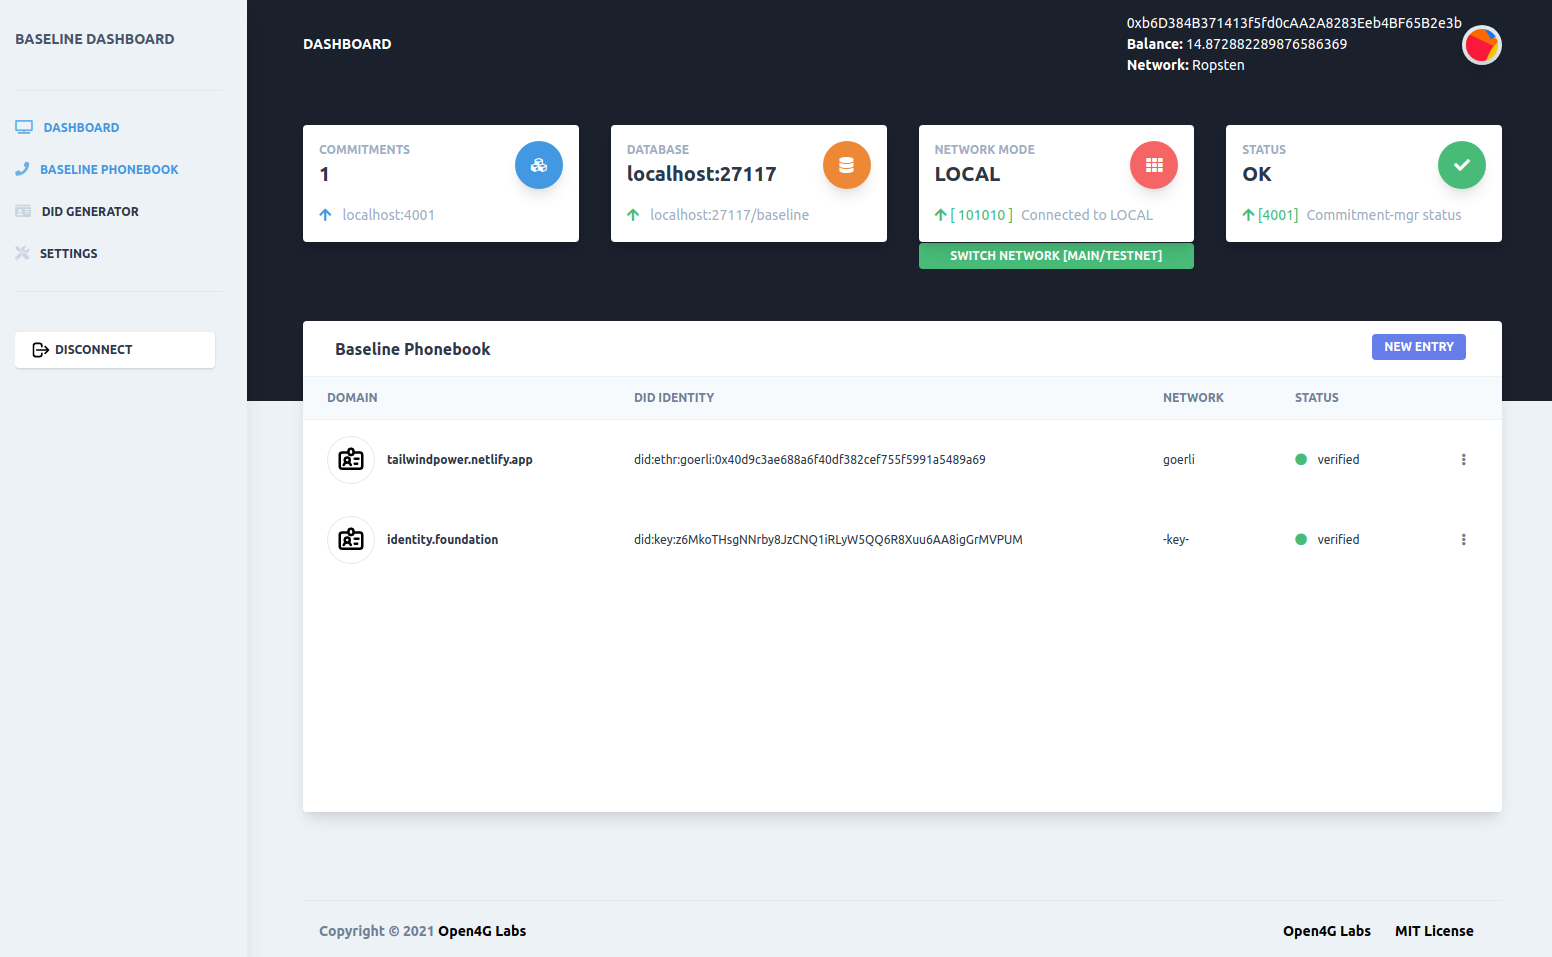 BASELINE DASHBOARD
DASHBOARD
BASELINE PHONEBOOK
DID GENERATOR
SETTINGS
DISCONNECT
DASHBOARD
0xb6D384B371413f5fd0cAA2A8283Eeb4BF65B2e3b
Balance: 14.872882289876586369
Network: Ropsten
COMMITMENTS
1
localhost:4001
DATABASE
localhost:27117
localhost:27117/baseline
NETWORK MODE
LOCAL
[ 101010 ] Connected to LOCAL
SWITCH NETWORK [MAIN/TESTNET]
STATUS
OK
[4001] Commitment-mgr status
Baseline Phonebook
NEW ENTRY
DOMAIN DID IDENTITY NETWORK STATUS
tailwindpower.netlify.app did:ethr:goerli:0x40d9c3ae688a6f40df382cef755f5991a5489a69 goerli verified
identity.foundation did:key:z6MkoTHsgNNrby8JzCNQ1iRLyW5QQ6R8Xuu6AA8igGrMVPUM -key- verified
Copyright © 2021 Open4G Labs
Open4G Labs MIT License